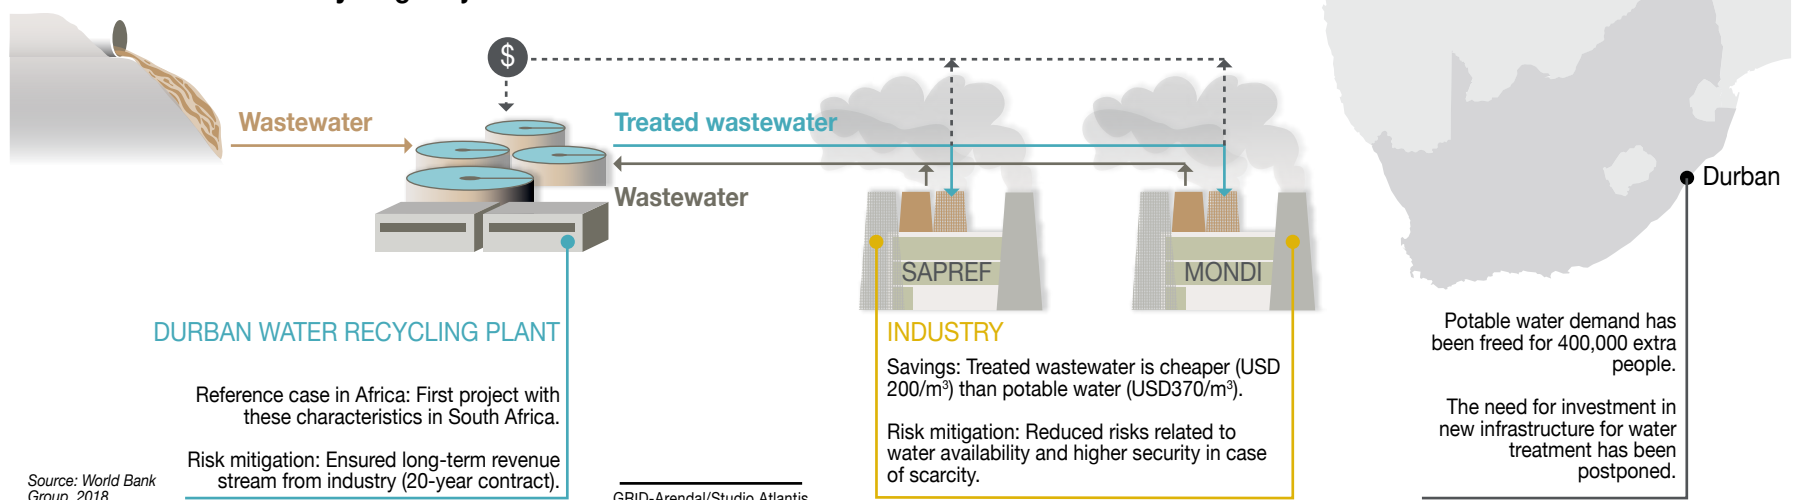 $
Wastewater
Treated wastewater
Wastewater
Durban
SAPREF
MONDI
DURBAN WATER RECYCLING PLANT
Reference case in Africa: First project with
these characteristics in South Africa.
Risk mitigation: Ensured long-term revenue
stream from industry (20-year contract).
INDUSTRY
Savings: Treated wastewater is cheaper (USD
200/m³) than potable water (USD370/m³).
Risk mitigation: Reduced risks related to
water availability and higher security in case
of scarcity.
Potable water demand has
been freed for 400,000 extra
people.
The need for investment in
new infrastructure for water
treatment has been
postponed.
Source: World Bank
Group, 2018
GRID-Arendal/Studio Atlantis